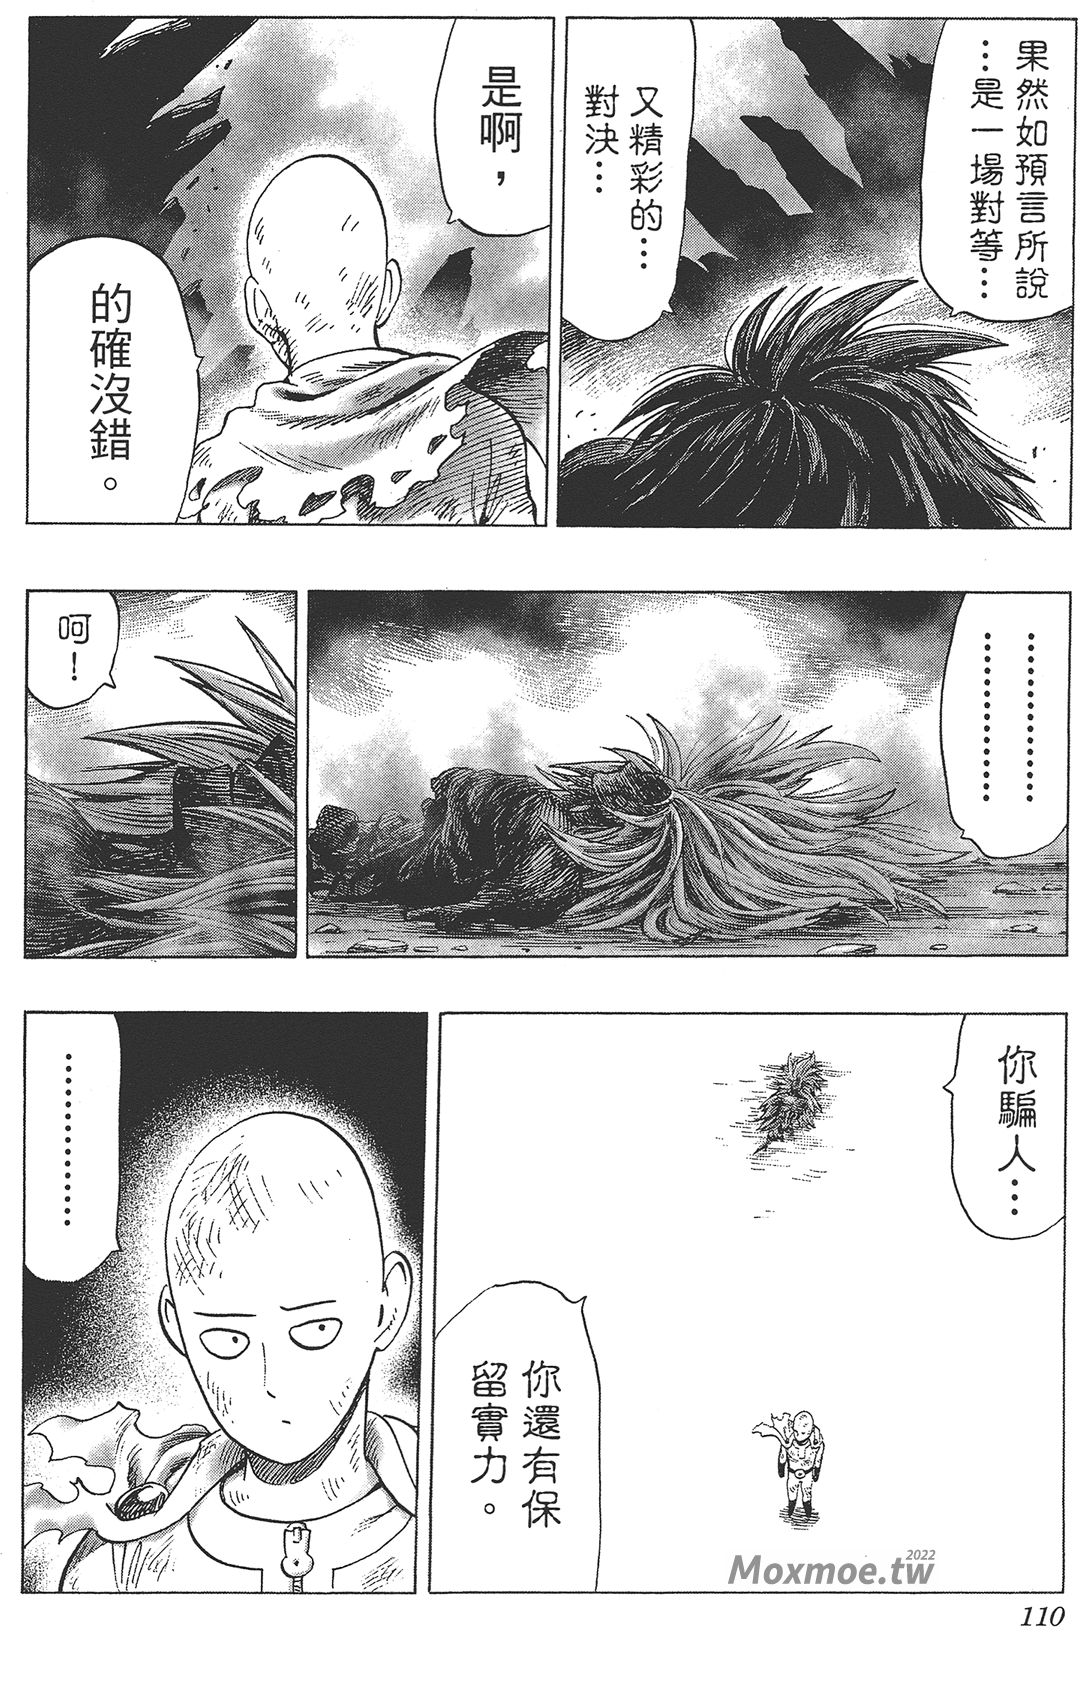 果然如預言所說
…是一場對等…
又精彩的…
對決…
是啊，
的確沒錯。
…………
…………
呵！
你騙人…
你還有保
留實力。
…………
2022
Moxmoe.tw
110